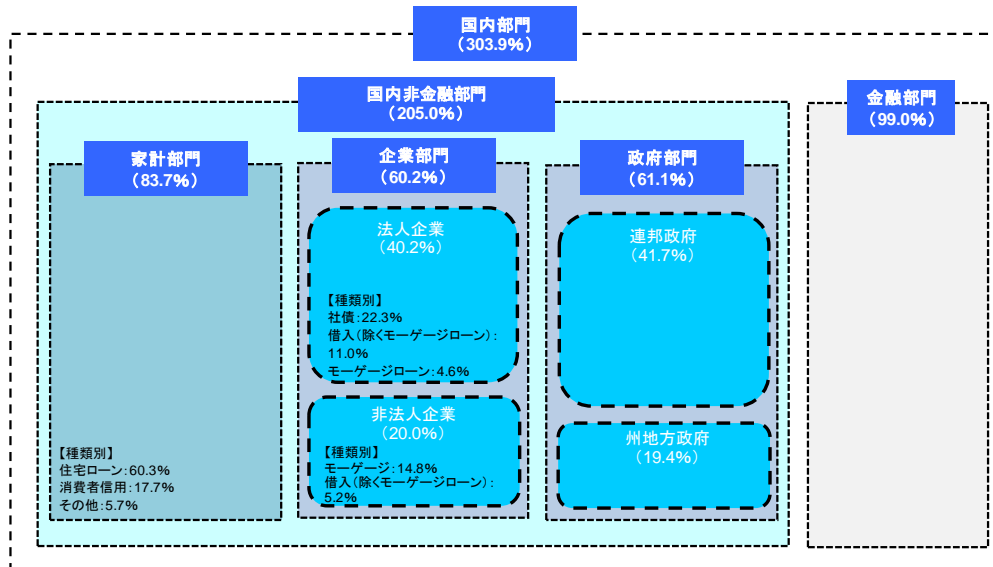 国内部門
（303.9%）
国内非金融部門
（205.0%）
金融部門
（99.0%）
家計部門
（83.7%）
企業部門
（60.2%）
政府部門
（61.1%）
法人企業
（40.2%）
【種類別】
社債：22.3%
借入（除くモーゲージローン）：
11.0%
モーゲージローン：4.6%
連邦政府
（41.7%）
非法人企業
（20.0%）
【種類別】
モーゲージ：14.8%
借入（除くモーゲージローン）：
5.2%
州地方政府
（19.4%）
【種類別】
住宅ローン：60.3%
消費者信用：17.7%
その他：5.7%